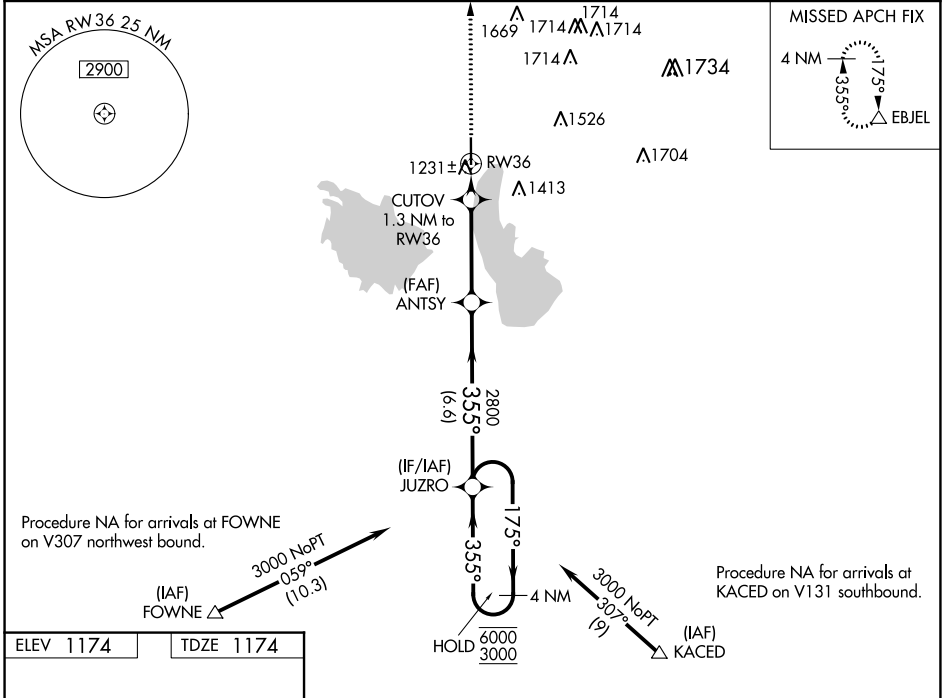 MSA RW36 25 NM
2900
1669
1714
1714
1714
1714
1734
1526
1704
1231±
RW36
1413
MISSED APCH FIX
4 NM
355°
175°
EBJEL
CUTOV
1.3 NM to
RW36
(FAF)
ANTSY
2800
355°
(6.6)
(IF/IAF)
JUZRO
355°
175°
4 NM
HOLD
6000
3000
Procedure NA for arrivals at FOWNE
on V307 northwest bound.
3000 NoPT
059°
(10.3)
(IAF)
FOWNE
3000 NoPT
307°
(9)
(IAF)
KACED
Procedure NA for arrivals at
KACED on V131 southbound.
ELEV 1174
TDZE 1174